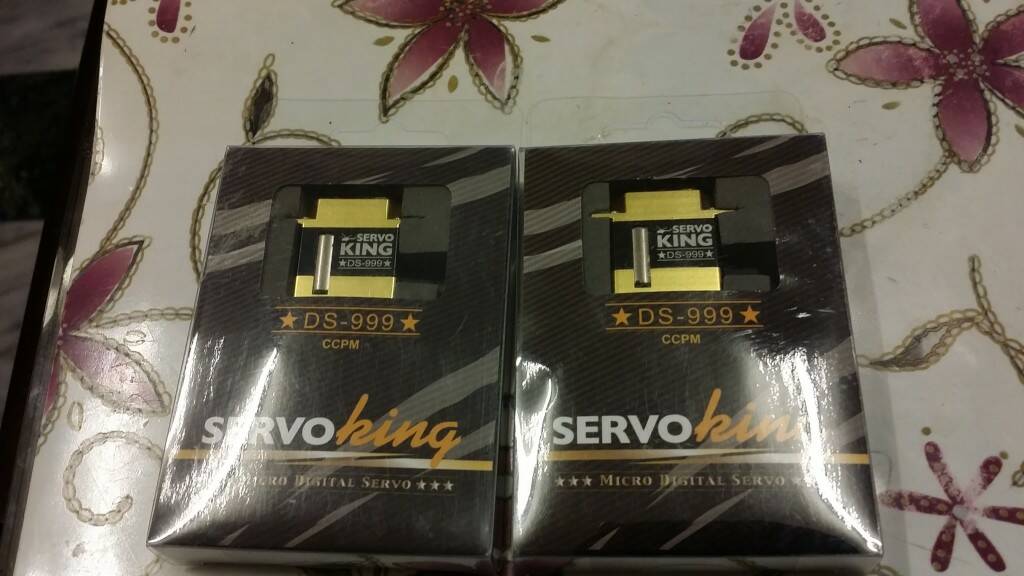 SERVO
KING
★DS-999★
★DS-999★
CCPM
SERVOking
MICRO DIGITAL SERVO ★★★
SERVO
KING
★DS-999★
★DS-999★
CCPM
SERVOkin
★★★ MICRO DIGITAL SERVO ★